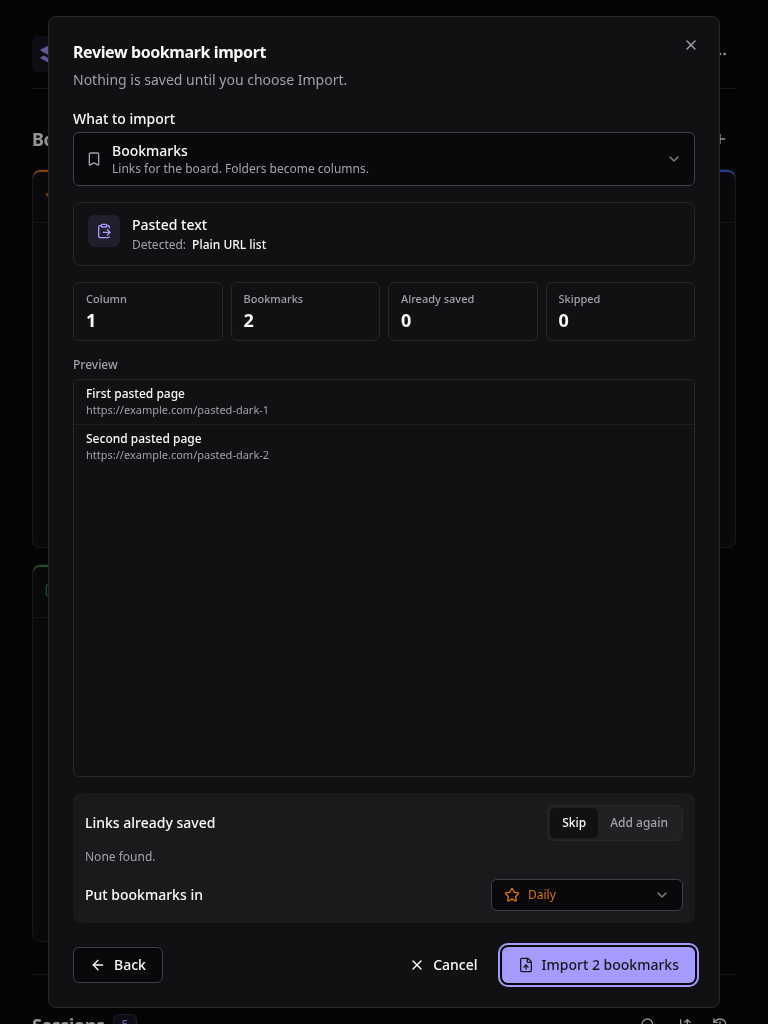 Review bookmark import
Nothing is saved until you choose Import.
What to import
Bookmarks
Links for the board. Folders become columns.
Pasted text
Detected: Plain URL list
Column
1
Bookmarks
2
Already saved
0
Skipped
0
Preview
First pasted page
https://example.com/pasted-dark-1
Second pasted page
https://example.com/pasted-dark-2
Links already saved
Skip
Add again
None found.
Put bookmarks in
Daily
Back
Cancel
Import 2 bookmarks
Sessions
5